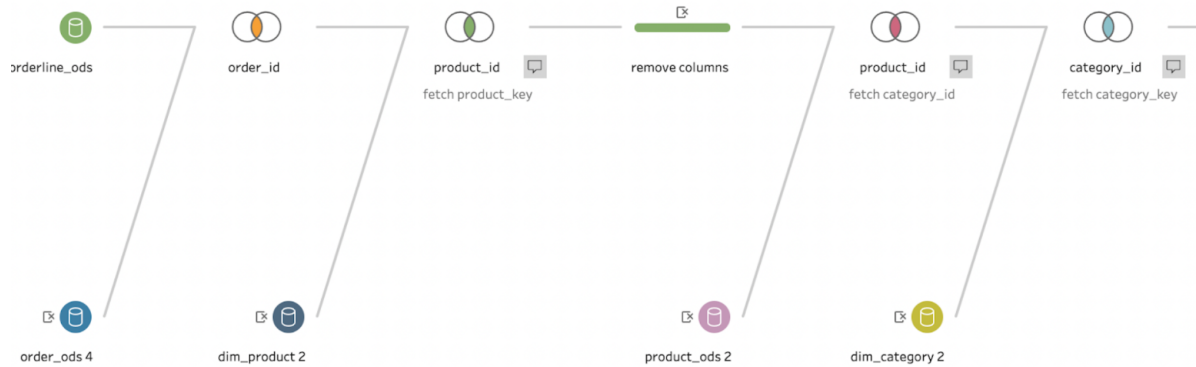 orderline_ods
order_id
product_id
remove columns
product_id
category_id
fetch product_key
fetch category_id
fetch category_key
order_ods 4
dim_product 2
product_ods 2
dim_category 2